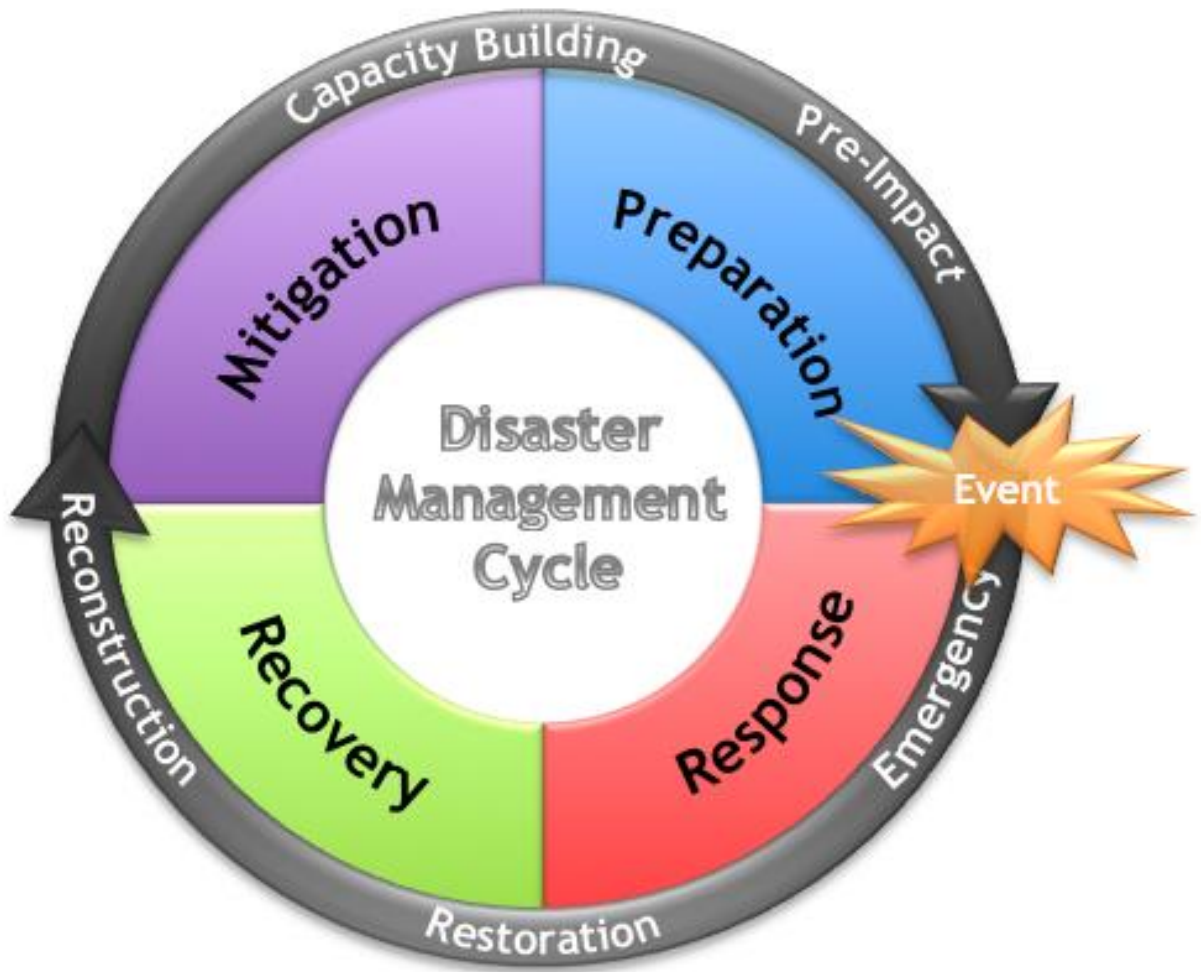 Capacity Building
Pre-Impact
Mitigation
Preparation
Disaster
Management
Cycle
Event
Reconstruction
Recovery
Response
Emergency
Restoration